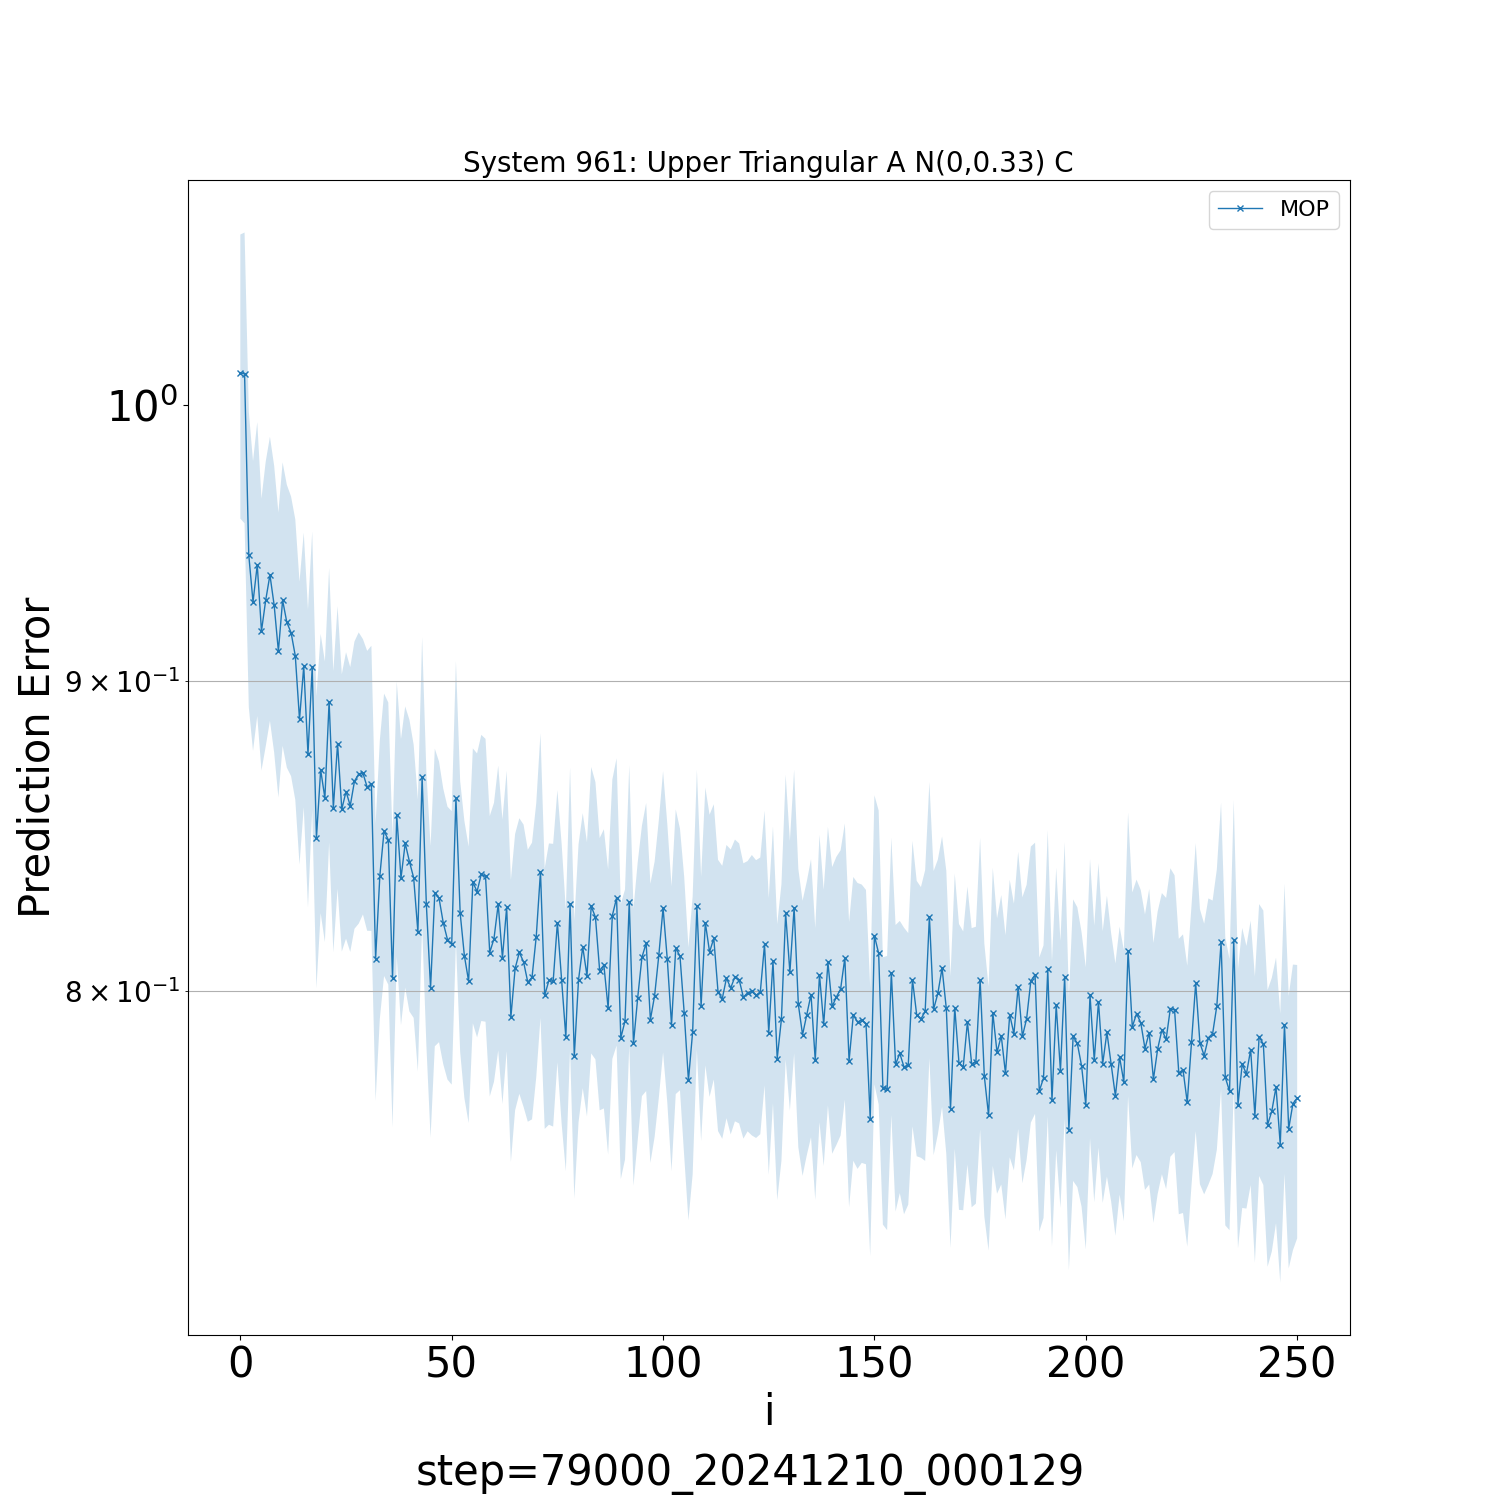 System 961: Upper Triangular A N(0,0.33) C
MOP
Prediction Error
10⁰
9 × 10⁻¹
8 × 10⁻¹
0 50 100 150 200 250
i
step=79000_20241210_000129